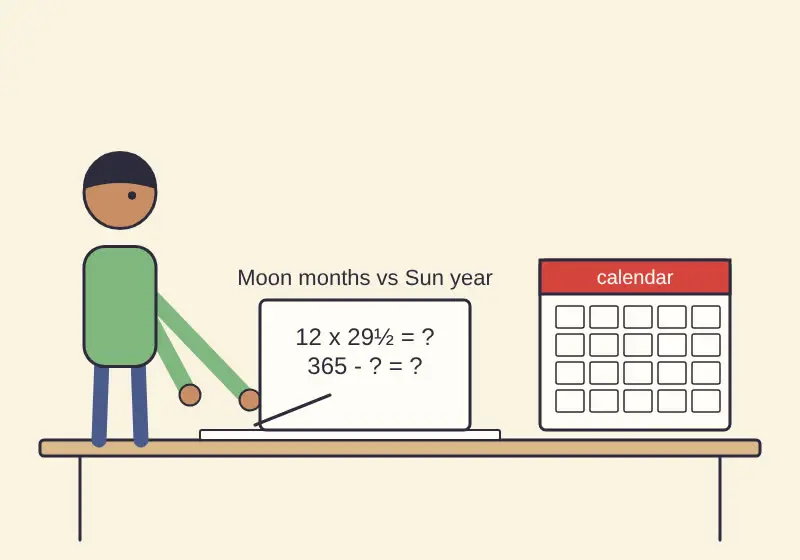 Moon months vs Sun year
12 x 29½ = ?
365 - ? = ?
calendar